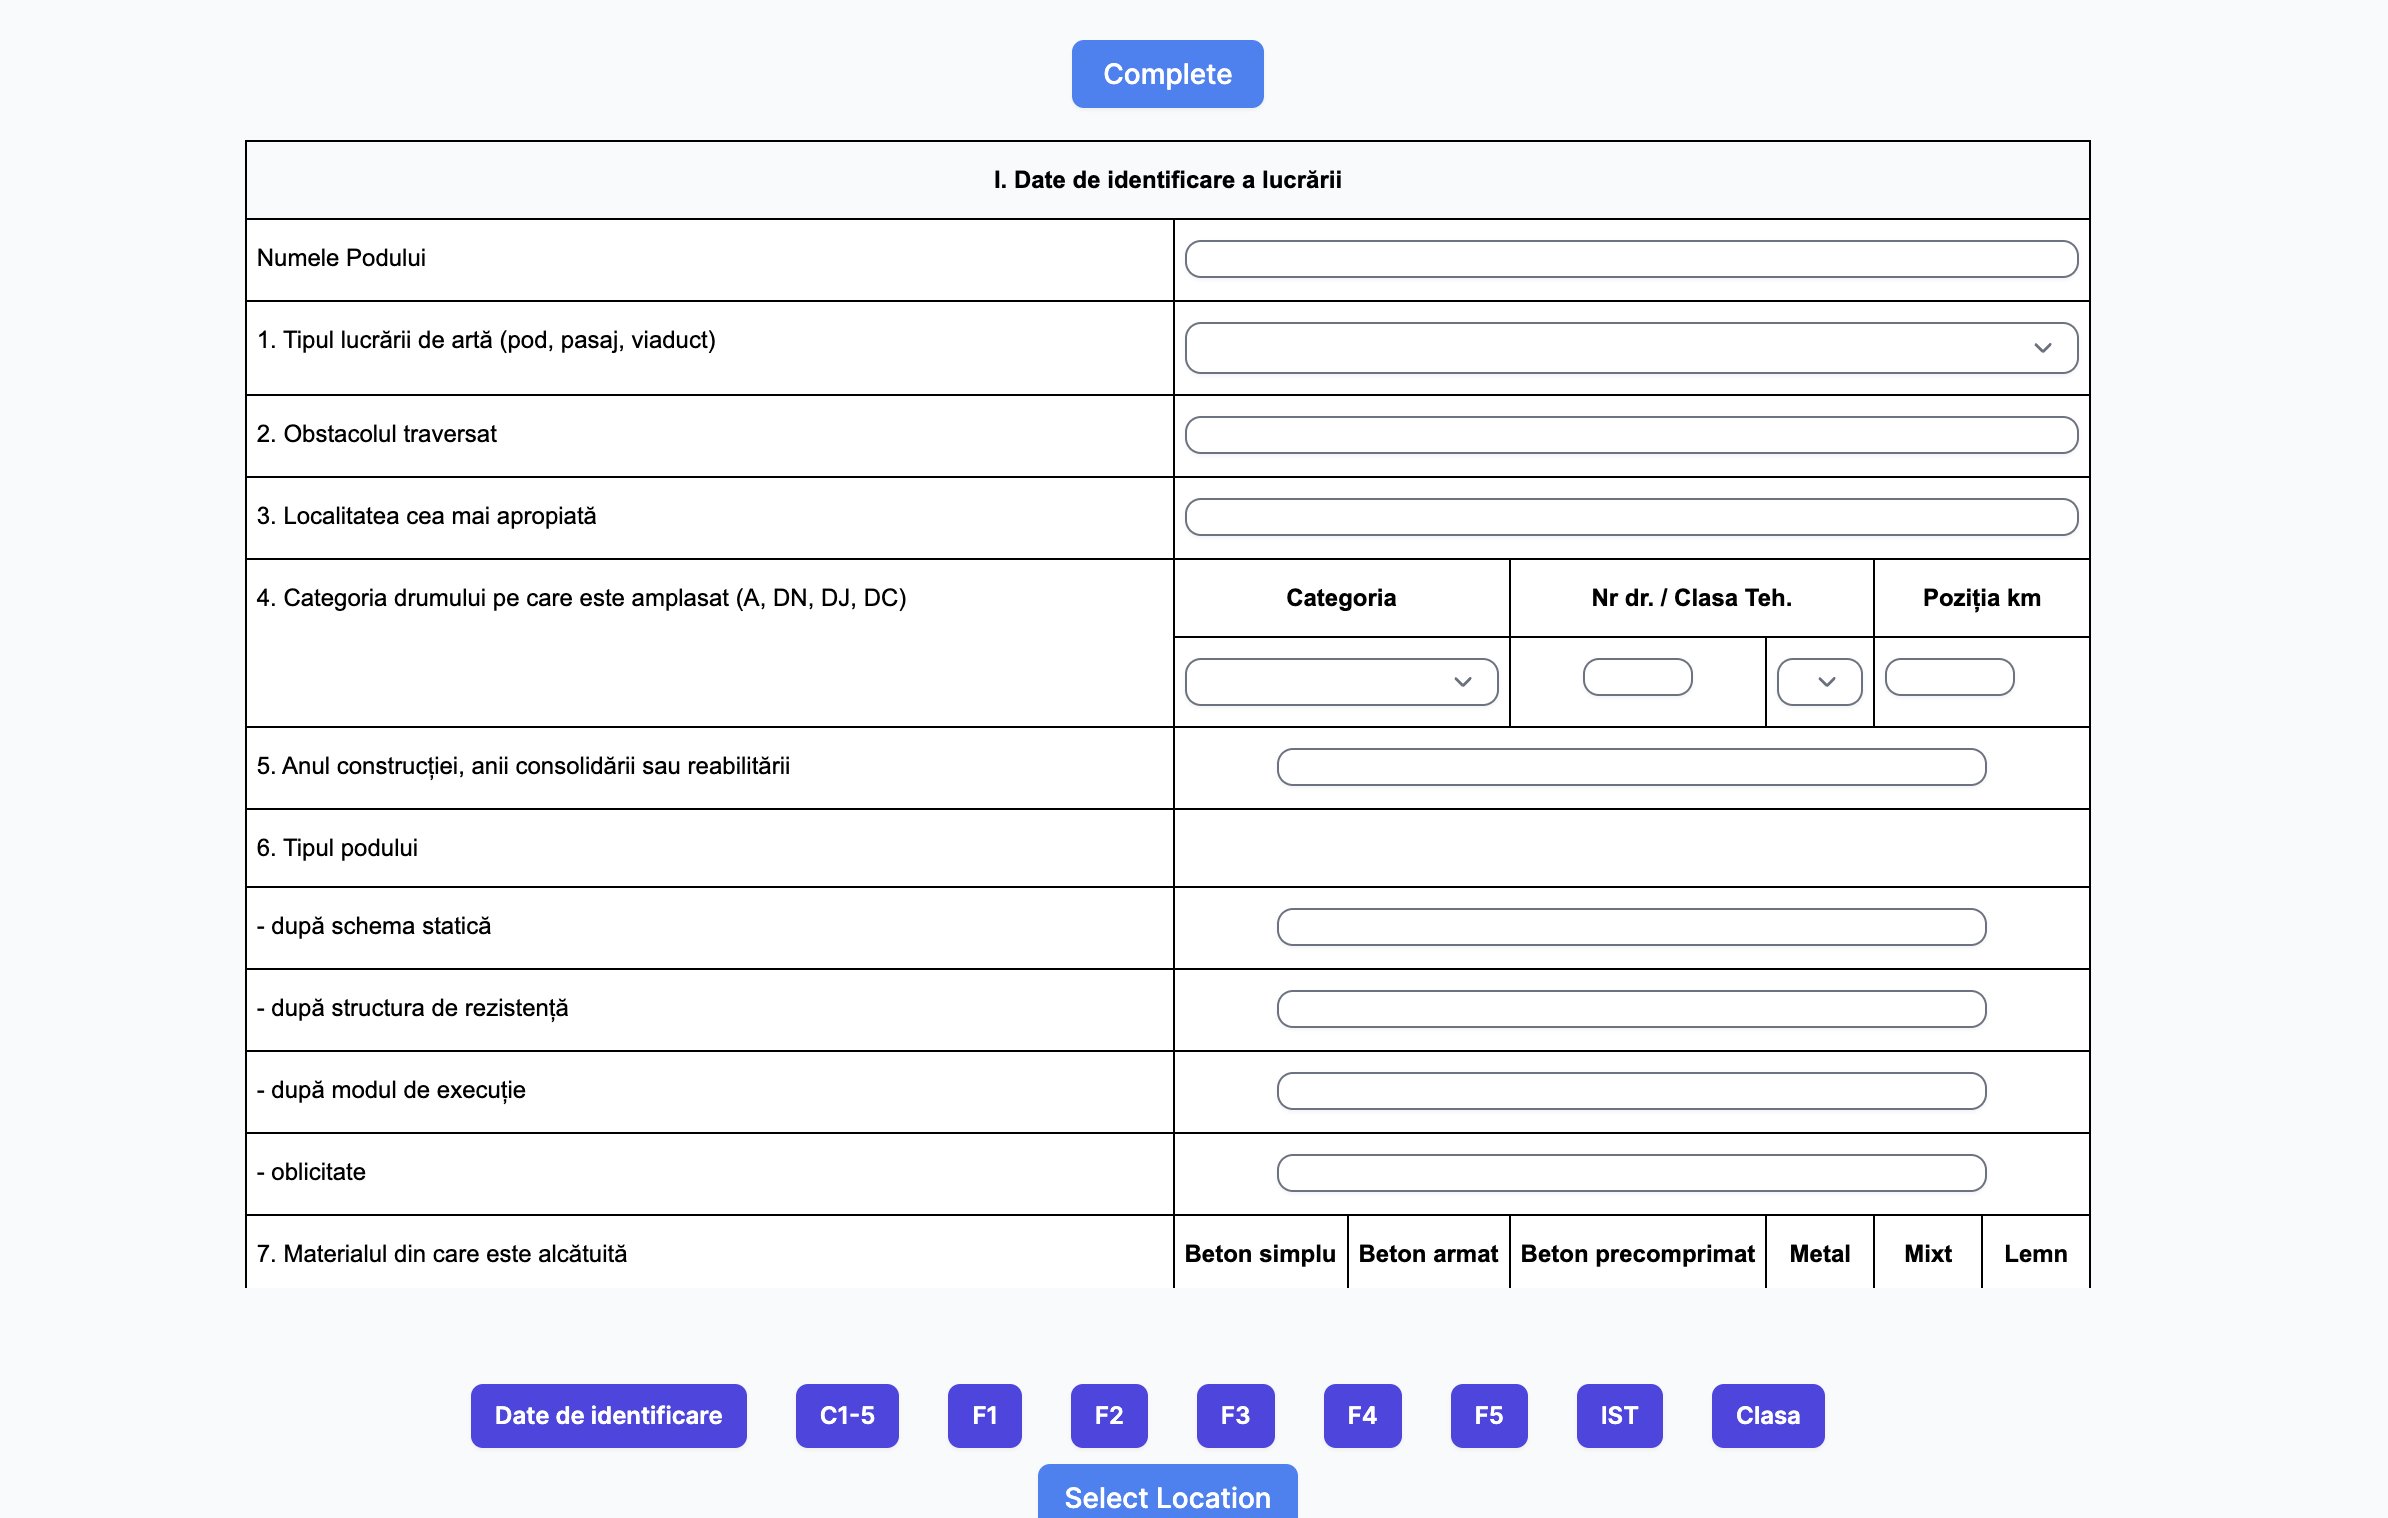 Complete
I. Date de identificare a lucrării
Numele Podului
1. Tipul lucrării de artă (pod, pasaj, viaduct)
2. Obstacolul traversat
3. Localitatea cea mai apropiată
4. Categoria drumului pe care este amplasat (A, DN, DJ, DC)
Categoria
Nr dr. / Clasa Teh.
Poziția km
5. Anul construcției, anii consolidării sau reabilitării
6. Tipul podului
- după schema statică
- după structura de rezistență
- după modul de execuție
- oblicitate
7. Materialul din care este alcătuită
Beton simplu
Beton armat
Beton precomprimat
Metal
Mixt
Lemn
Date de identificare
C1-5
F1
F2
F3
F4
F5
IST
Clasa
Select Location